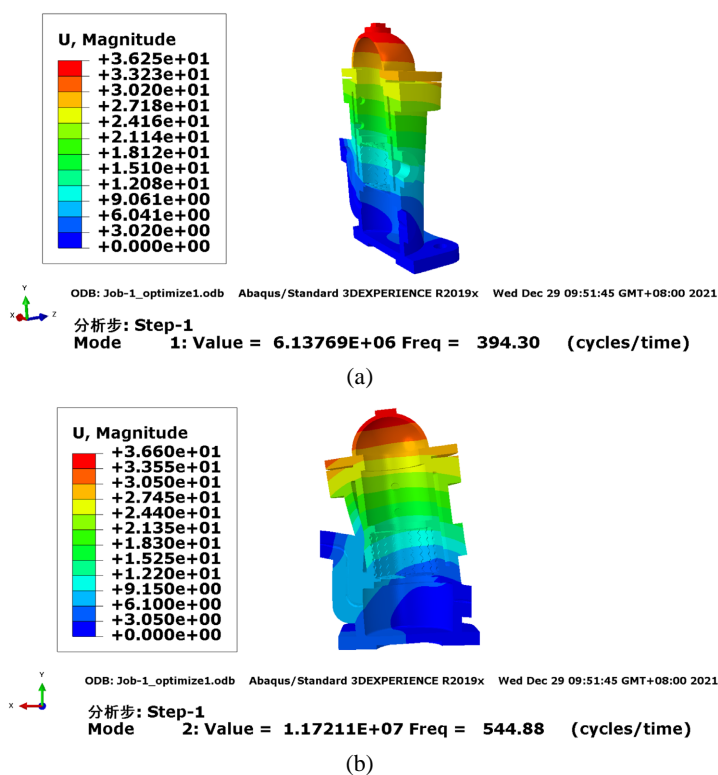 U, Magnitude
+3.625e+01
+3.323e+01
+3.020e+01
+2.718e+01
+2.416e+01
+2.114e+01
+1.812e+01
+1.510e+01
+1.208e+01
+9.061e+00
+6.041e+00
+3.020e+00
+0.000e+00
Y
X Z
ODB: Job-1_optimize1.odb Abaqus/Standard 3DEXPERIENCE R2019x Wed Dec 29 09:51:45 GMT+08:00 2021
分析步: Step-1
Mode 1: Value = 6.13769E+06 Freq = 394.30 (cycles/time)
(a)
U, Magnitude
+3.660e+01
+3.355e+01
+3.050e+01
+2.745e+01
+2.440e+01
+2.135e+01
+1.830e+01
+1.525e+01
+1.220e+01
+9.150e+00
+6.100e+00
+3.050e+00
+0.000e+00
Y
X
ODB: Job-1_optimize1.odb Abaqus/Standard 3DEXPERIENCE R2019x Wed Dec 29 09:51:45 GMT+08:00 2021
分析步: Step-1
Mode 2: Value = 1.17211E+07 Freq = 544.88 (cycles/time)
(b)